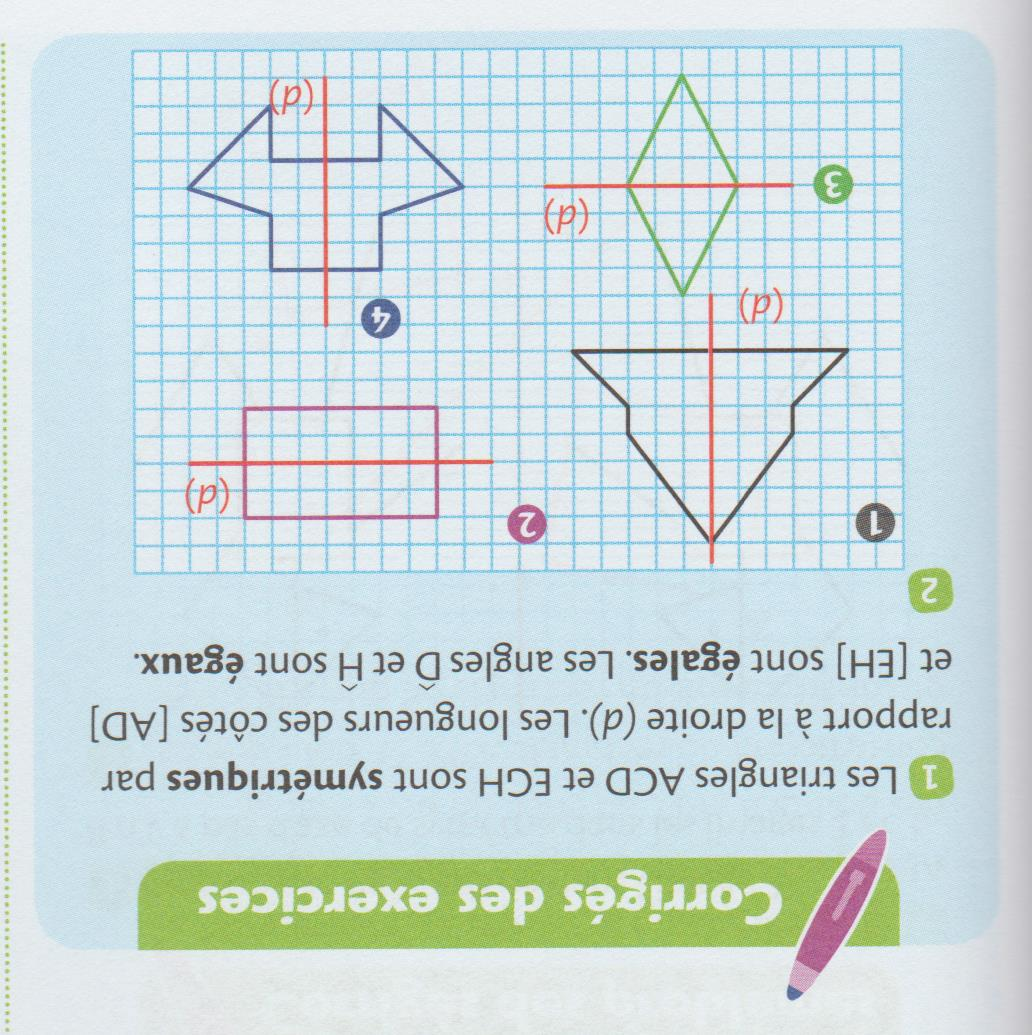 Corrigés des exercices
1 Les triangles ACD et EGH sont symétriques par
rapport à la droite (d). Les longueurs des côtés [AD]
et [EH] sont égales. Les angles D̂ et Ĥ sont égaux.
2
1
2
(d)
(d)
4
3
(d)
(d)